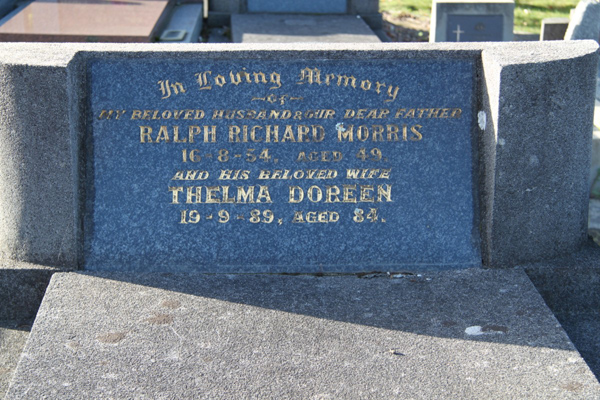 In Loving Memory
OF
MY BELOVED HUSBAND & OUR DEAR FATHER
RALPH RICHARD MORRIS
16-8-54, AGED 49.
AND HIS BELOVED WIFE
THELMA DOREEN
19-9-89, AGED 84.